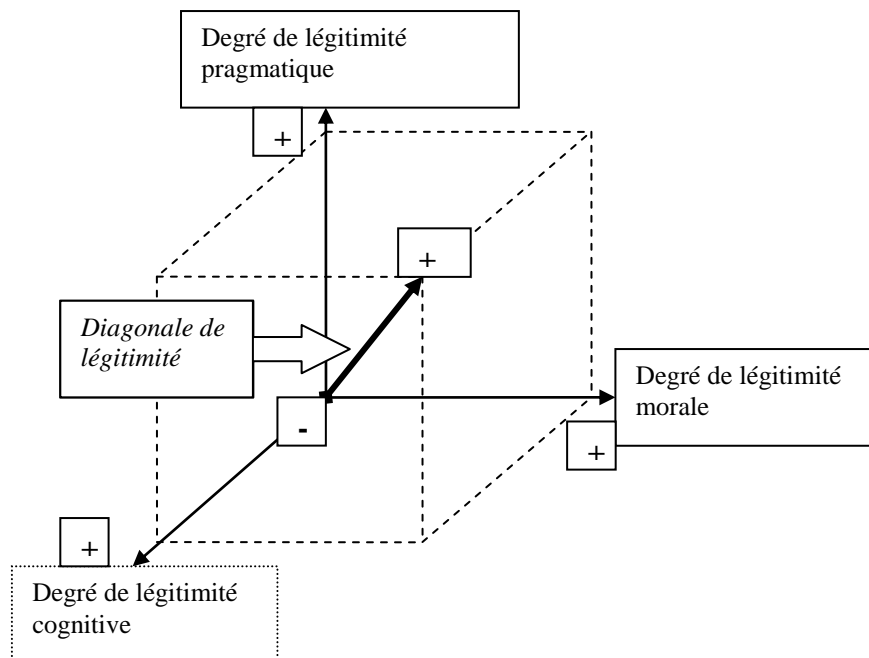 Degré de légitimité
pragmatique
+
+
Diagonale de
légitimité
Degré de légitimité
morale
-
+
+
Degré de légitimité
cognitive